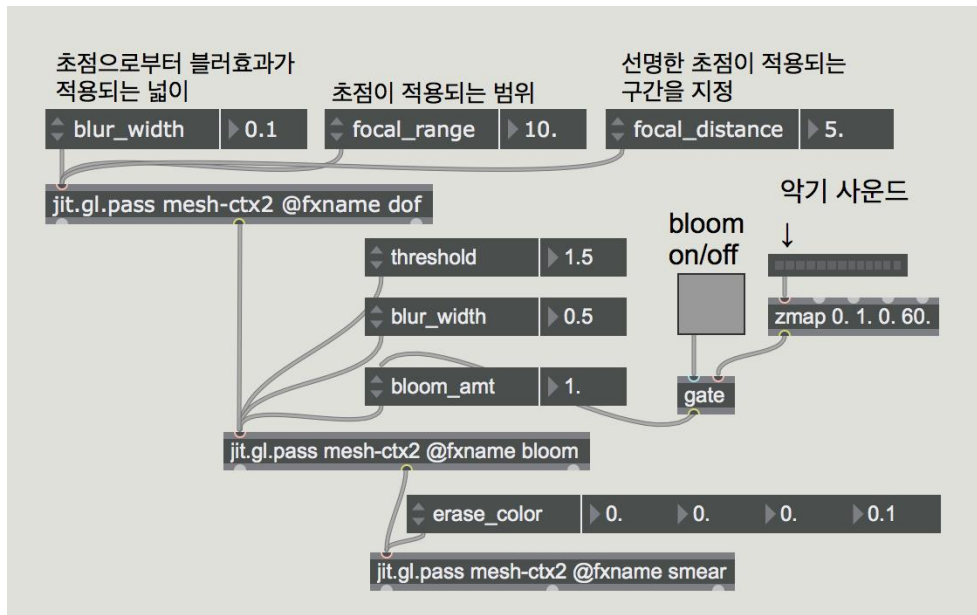 초점으로부터 블러효과가
적용되는 넓이
초점이 적용되는 범위
선명한 초점이 적용되는
구간을 지정
blur_width 0.1
focal_range 10.
focal_distance 5.
jit.gl.pass mesh-ctx2 @fxname dof
악기 사운드
↓
bloom
on/off
threshold 1.5
blur_width 0.5
zmap 0. 1. 0. 60.
bloom_amt 1.
gate
jit.gl.pass mesh-ctx2 @fxname bloom
erase_color 0. 0. 0. 0.1
jit.gl.pass mesh-ctx2 @fxname smear